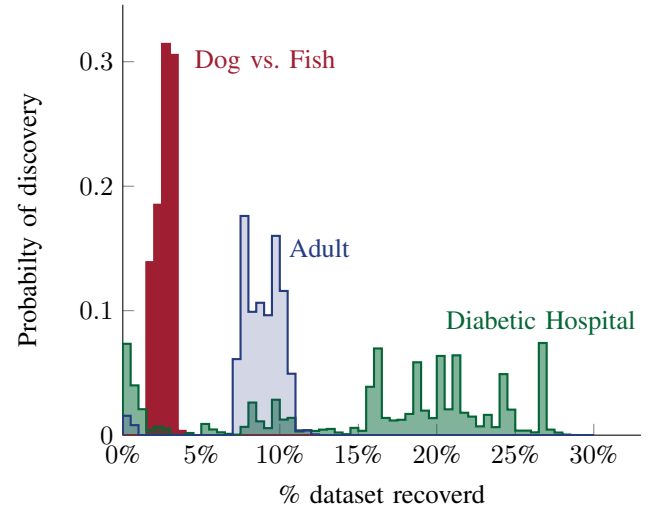 0.3
Dog vs. Fish
0.2
Probabilty of discovery
Adult
0.1
Diabetic Hospital
0
0% 5% 10% 15% 20% 25% 30%
% dataset recoverd